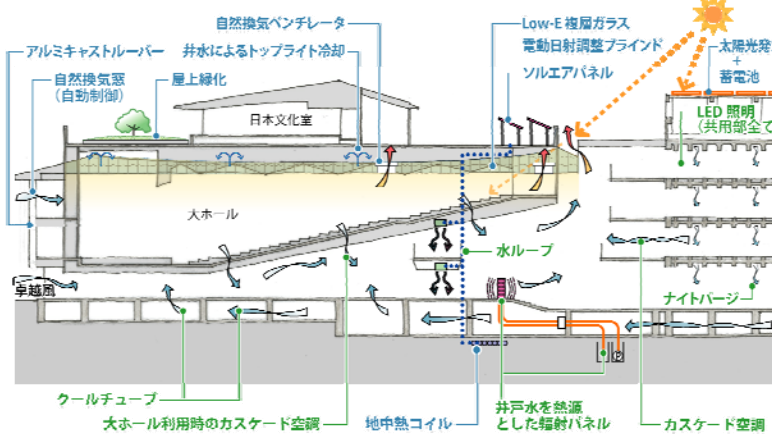 自然換気ベンチレータ
Low-E 複層ガラス
アルミキャストルーバー
井水によるトップライト冷却
電動日射調整ブラインド
太陽光発
+
蓄電池
自然換気窓
（自動制御）
屋上緑化
ソルエアパネル
日本文化室
LED 照明
（共用部全て
大ホール
水ループ
卓越風
ナイトパージ
P
クールチューブ
大ホール利用時のカスケード空調
地中熱コイル
井戸水を熱源
とした輻射パネル
カスケード空調